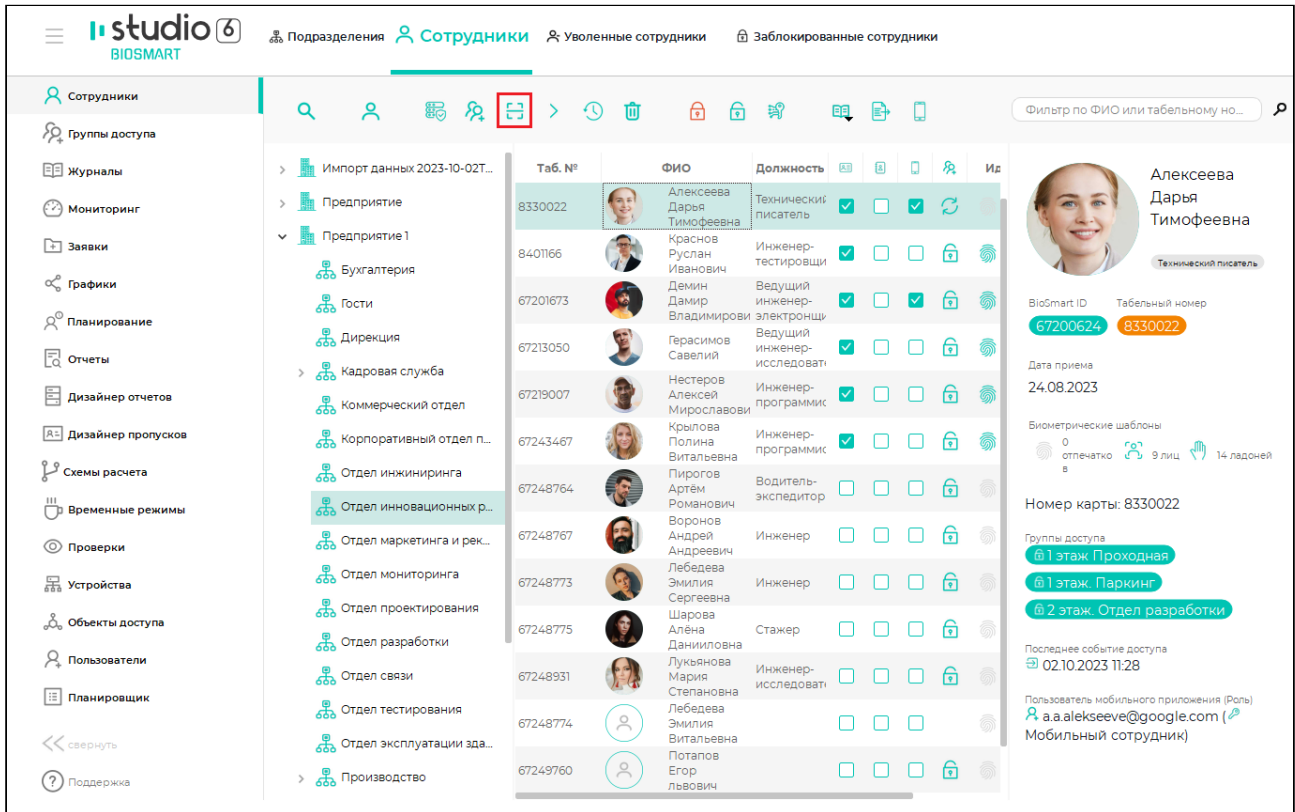 studio 6
BIOSMART
Подразделения
Сотрудники
Уволенные сотрудники
Заблокированные сотрудники
Сотрудники
Группы доступа
Журналы
Мониторинг
Заявки
Графики
Планирование
Отчеты
Дизайнер отчетов
Дизайнер пропусков
Схемы расчета
Временные режимы
Проверки
Устройства
Объекты доступа
Пользователи
Планировщик
свернуть
Поддержка
Фильтр по ФИО или табельному но...
Импорт данных 2023-10-02T...
Предприятие
Предприятие 1
Бухгалтерия
Гости
Дирекция
Кадровая служба
Коммерческий отдел
Корпоративный отдел п...
Отдел инжиниринга
Отдел инновационных р...
Отдел маркетинга и рек...
Отдел мониторинга
Отдел проектирования
Отдел разработки
Отдел связи
Отдел тестирования
Отдел эксплуатации зда...
Производство
Таб. №
ФИО
Должность
Ид
8330022
Алексеева
Дарья
Тимофеевна
Технический
писатель
8401166
Краснов
Руслан
Иванович
Инженер-
тестировщи
67201673
Демин
Дамир
Владимирови
Ведущий
инженер-
электронщи
67213050
Герасимов
Савелий
Ведущий
инженер-
исследовате
67219007
Нестеров
Алексей
Мирославови
Инженер-
программис
67243467
Крылова
Полина
Витальевна
Инженер-
программис
67248764
Пирогов
Артём
Романович
Водитель-
экспедитор
67248767
Воронов
Андрей
Андреевич
Инженер
67248773
Лебедева
Эмилия
Сергеевна
Инженер
67248775
Шарова
Алёна
Данииловна
Стажер
67248931
Лукьянова
Мария
Степановна
Инженер-
исследовате
67248774
Лебедева
Эмилия
Витальевна
67249760
Потапов
Егор
львович
Алексеева
Дарья
Тимофеевна
Технический писатель
BioSmart ID
Табельный номер
67200624
8330022
Дата приема
24.08.2023
Биометрические шаблоны
0
отпечатко
в
9 лиц
14 ладоней
Номер карты: 8330022
Группы доступа
1 этаж Проходная
1 этаж. Паркинг
2 этаж. Отдел разработки
Последнее событие доступа
02.10.2023 11:28
Пользователь мобильного приложения (Роль)
a.a.alekseeve@google.com (
Мобильный сотрудник)